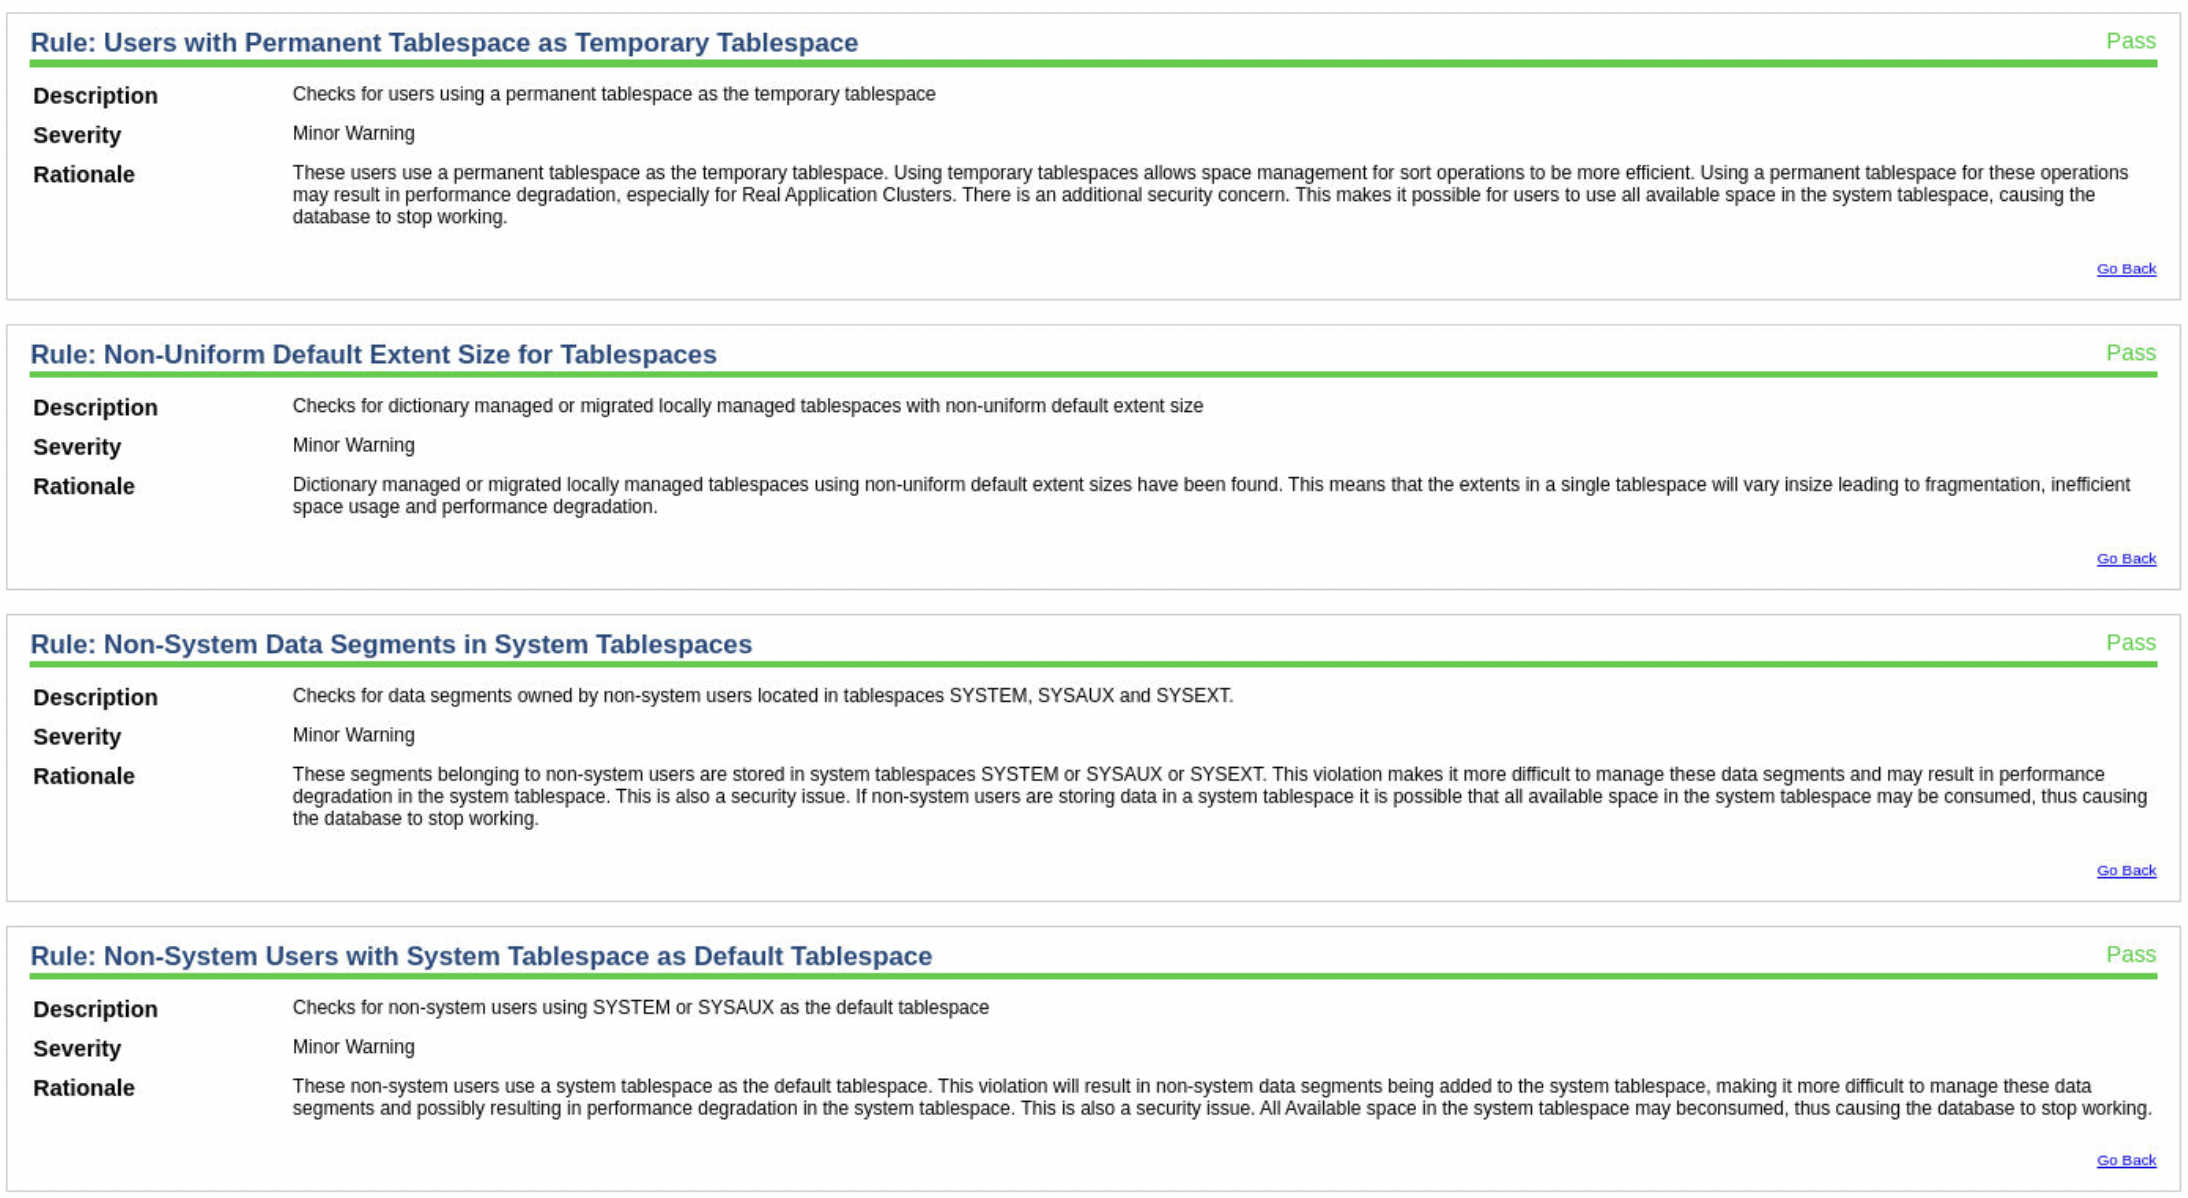 Rule: Users with Permanent Tablespace as Temporary Tablespace
Pass
Description
Checks for users using a permanent tablespace as the temporary tablespace
Severity
Minor Warning
Rationale
These users use a permanent tablespace as the temporary tablespace. Using temporary tablespaces allows space management for sort operations to be more efficient. Using a permanent tablespace for these operations
may result in performance degradation, especially for Real Application Clusters. There is an additional security concern. This makes it possible for users to use all available space in the system tablespace, causing the
database to stop working.
Go Back
Rule: Non-Uniform Default Extent Size for Tablespaces
Pass
Description
Checks for dictionary managed or migrated locally managed tablespaces with non-uniform default extent size
Severity
Minor Warning
Rationale
Dictionary managed or migrated locally managed tablespaces using non-uniform default extent sizes have been found. This means that the extents in a single tablespace will vary insize leading to fragmentation, inefficient
space usage and performance degradation.
Go Back
Rule: Non-System Data Segments in System Tablespaces
Pass
Description
Checks for data segments owned by non-system users located in tablespaces SYSTEM, SYSAUX and SYSEXT.
Severity
Minor Warning
Rationale
These segments belonging to non-system users are stored in system tablespaces SYSTEM or SYSAUX or SYSEXT. This violation makes it more difficult to manage these data segments and may result in performance
degradation in the system tablespace. This is also a security issue. If non-system users are storing data in a system tablespace it is possible that all available space in the system tablespace may be consumed, thus causing
the database to stop working.
Go Back
Rule: Non-System Users with System Tablespace as Default Tablespace
Pass
Description
Checks for non-system users using SYSTEM or SYSAUX as the default tablespace
Severity
Minor Warning
Rationale
These non-system users use a system tablespace as the default tablespace. This violation will result in non-system data segments being added to the system tablespace, making it more difficult to manage these data
segments and possibly resulting in performance degradation in the system tablespace. This is also a security issue. All Available space in the system tablespace may beconsumed, thus causing the database to stop working.
Go Back